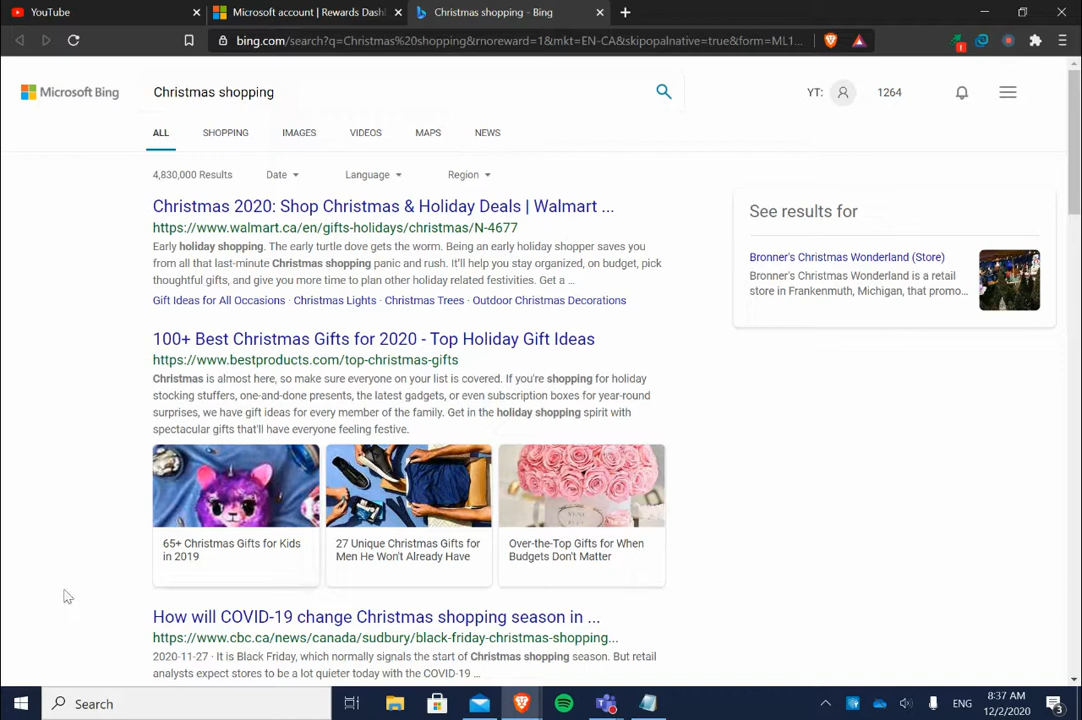 YouTube
Microsoft account | Rewards Dash
Christmas shopping - Bing
bing.com/search?q=Christmas%20shopping&rnoreward=1&mkt=EN-CA&skipopalnative=true&form=ML1...
Microsoft Bing
Christmas shopping
YT:
1264
ALL
SHOPPING
IMAGES
VIDEOS
MAPS
NEWS
4,830,000 Results
Date
Language
Region
Christmas 2020: Shop Christmas & Holiday Deals | Walmart ...
https://www.walmart.ca/en/gifts-holidays/christmas/N-4677
Early holiday shopping. The early turtle dove gets the worm. Being an early holiday shopper saves you
from all that last-minute Christmas shopping panic and rush. It'll help you stay organized, on budget, pick
thoughtful gifts, and give you more time to plan other holiday related festivities. Get a ...
Gift Ideas for All Occasions · Christmas Lights · Christmas Trees · Outdoor Christmas Decorations
See results for
Bronner's Christmas Wonderland (Store)
Bronner's Christmas Wonderland is a retail
store in Frankenmuth, Michigan, that promo...
100+ Best Christmas Gifts for 2020 - Top Holiday Gift Ideas
https://www.bestproducts.com/top-christmas-gifts
Christmas is almost here, so make sure everyone on your list is covered. If you're shopping for holiday
stocking stuffers, one-and-done presents, the latest gadgets, or even subscription boxes for year-round
surprises, we have gift ideas for every member of the family. Get in the holiday shopping spirit with
spectacular gifts that'll have everyone feeling festive.
65+ Christmas Gifts for Kids
in 2019
27 Unique Christmas Gifts for
Men He Won't Already Have
Over-the-Top Gifts for When
Budgets Don't Matter
How will COVID-19 change Christmas shopping season in ...
https://www.cbc.ca/news/canada/sudbury/black-friday-christmas-shopping...
2020-11-27 · It is Black Friday, which normally signals the start of Christmas shopping season. But retail
analysts expect stores to be a lot quieter today with the COVID-19 ...
Search
ENG
8:37 AM
12/2/2020
3